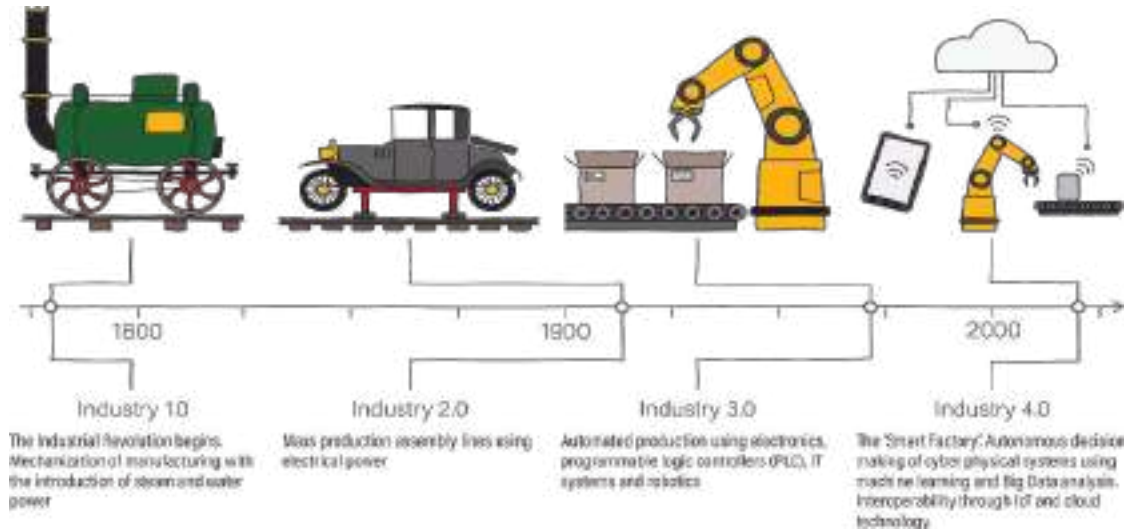 1800
1900
2000
Industry 1.0
Industry 2.0
Industry 3.0
Industry 4.0
The Industrial Revolution begins.
Mechanization of manufacturing with
the introduction of steam and water
power
Mass production assembly lines using
electrical power
Automated production using electronics,
programmable logic controllers (PLC), IT
systems and robotics
The 'Smart Factory'. Autonomous decision
making of cyber physical systems using
machine learning and Big Data analysis.
Interoperability through IoT and cloud
technology.